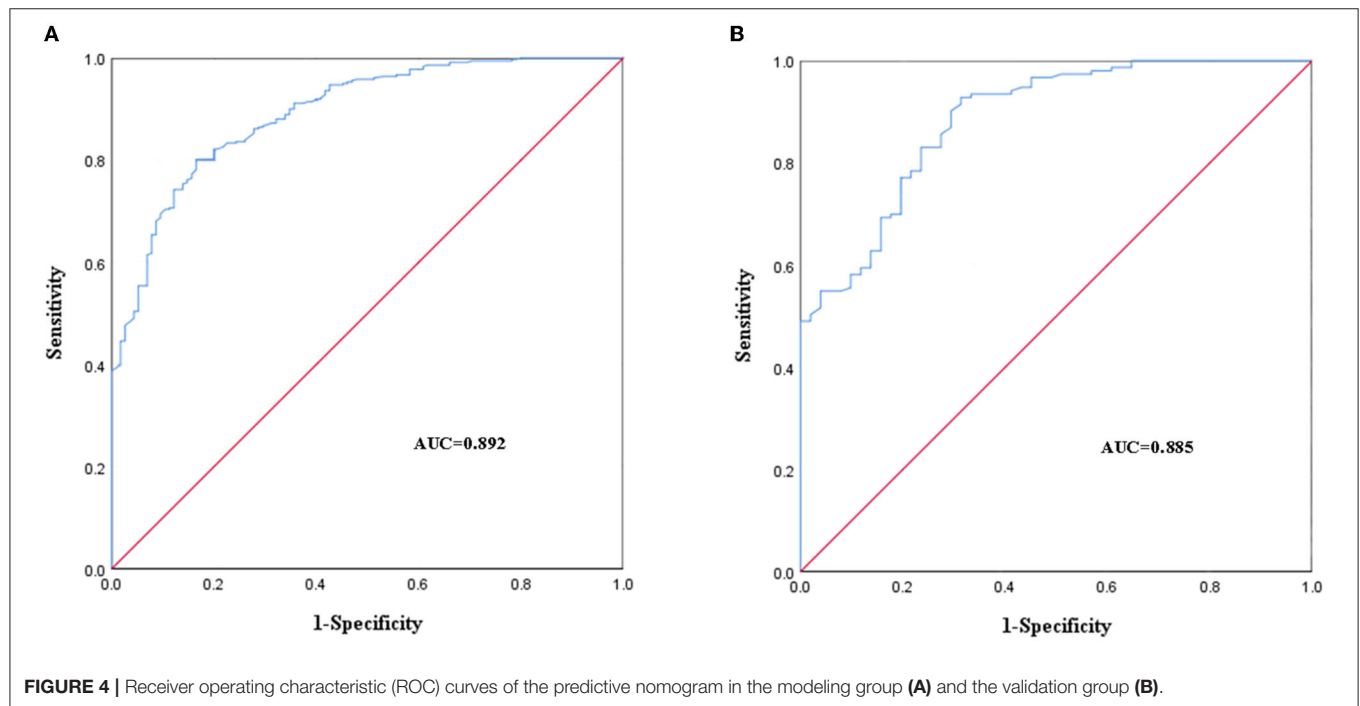 A
1.0
0.8
0.6
0.4
0.2
0.0
Sensitivity
AUC=0.892
0.0 0.2 0.4 0.6 0.8 1.0
1-Specificity
B
1.0
0.8
0.6
0.4
0.2
0.0
Sensitivity
AUC=0.885
0.0 0.2 0.4 0.6 0.8 1.0
1-Specificity
FIGURE 4 | Receiver operating characteristic (ROC) curves of the predictive nomogram in the modeling group (A) and the validation group (B).